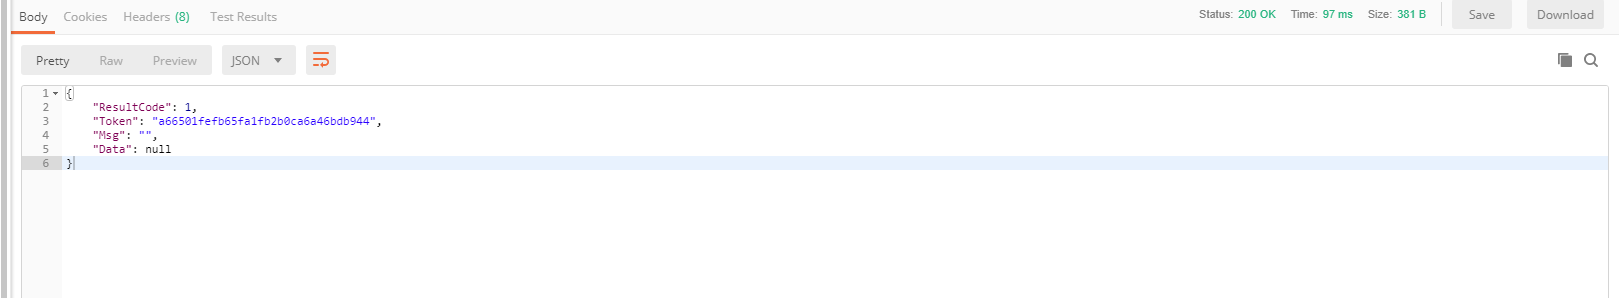 Body Cookies Headers (8) Test Results Status: 200 OK Time: 97 ms Size: 381 B Save Download
Pretty Raw Preview JSON
1 {
2 "ResultCode": 1,
3 "Token": "a66501fefb65fa1fb2b0ca6a46bdb944",
4 "Msg": "",
5 "Data": null
6 }